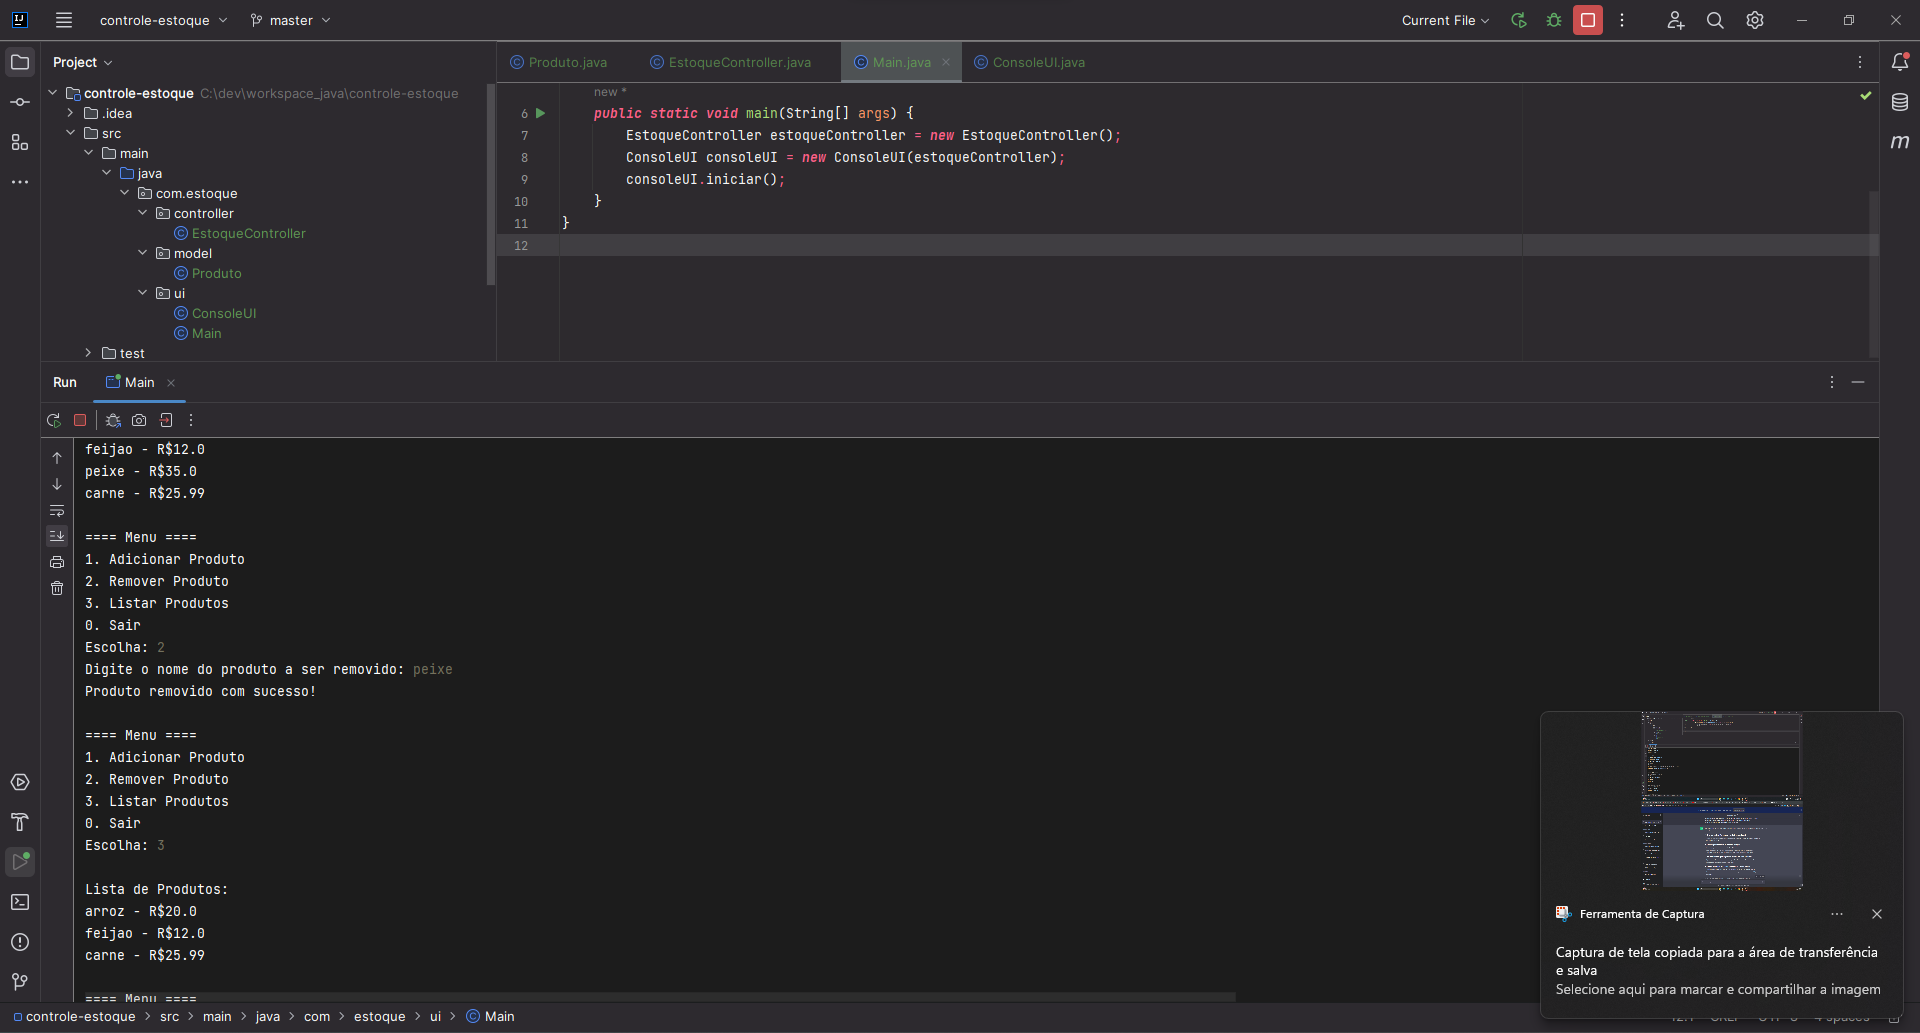 controle-estoque
master
Current File
Project
Produto.java
EstoqueController.java
Main.java
ConsoleUI.java
controle-estoque C:\dev\workspace_java\controle-estoque
.idea
src
main
java
com.estoque
controller
EstoqueController
model
Produto
ui
ConsoleUI
Main
test
new *
6 public static void main(String[] args) {
7 EstoqueController estoqueController = new EstoqueController();
8 ConsoleUI consoleUI = new ConsoleUI(estoqueController);
9 consoleUI.iniciar();
10 }
11 }
12
Run
Main
feijao - R$12.0
peixe - R$35.0
carne - R$25.99
==== Menu ====
1. Adicionar Produto
2. Remover Produto
3. Listar Produtos
0. Sair
Escolha: 2
Digite o nome do produto a ser removido: peixe
Produto removido com sucesso!
==== Menu ====
1. Adicionar Produto
2. Remover Produto
3. Listar Produtos
0. Sair
Escolha: 3
Lista de Produtos:
arroz - R$20.0
feijao - R$12.0
carne - R$25.99
==== Menu ====
Ferramenta de Captura
Captura de tela copiada para a área de transferência
e salva
Selecione aqui para marcar e compartilhar a imagem
controle-estoque > src > main > java > com > estoque > ui > Main